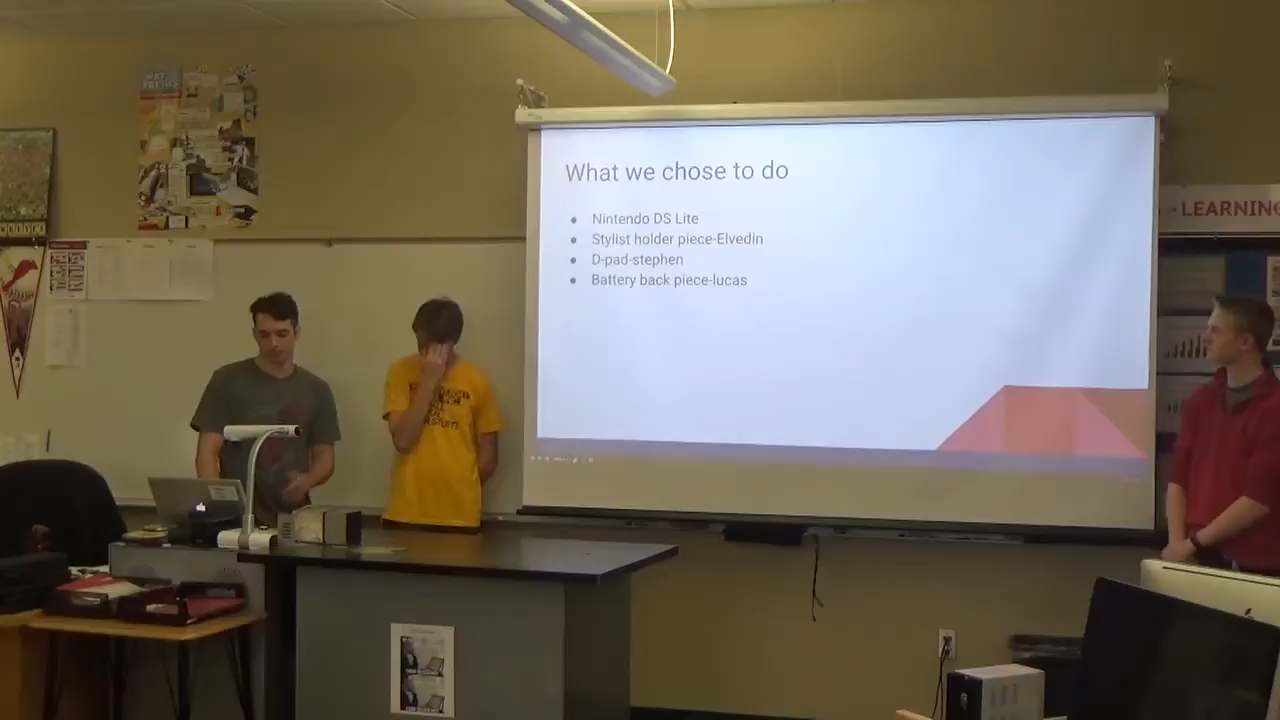 What we chose to do
Nintendo DS Lite
Stylist holder piece-Elvedin
D-pad-stephen
Battery back piece-lucas
LEARNING